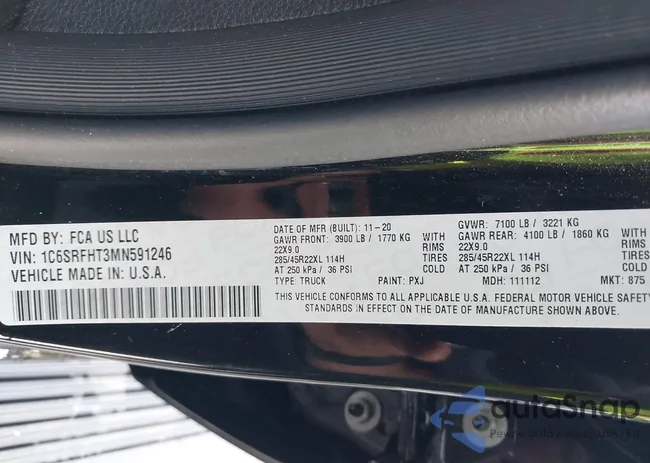 MFD BY: FCA US LLC
VIN: 1C6SRFHT3MN591246
VEHICLE MADE IN U.S.A.
DATE OF MFR (BUILT): 11-20 GVWR: 7100 LB / 3221 KG
GAWR FRONT: 3900 LB / 1770 KG WITH GAWR REAR: 4100 LB / 1860 KG WITH
22X9.0 RIMS 22X9.0 RIMS
285/45R22XL 114H TIRES 285/45R22XL 114H TIRES
AT 250 kPa / 36 PSI COLD AT 250 kPa / 36 PSI COLD
TYPE: TRUCK PAINT: PXJ MDH: 111112 MKT: 875
THIS VEHICLE CONFORMS TO ALL APPLICABLE U.S.A. FEDERAL MOTOR VEHICLE SAFETY
STANDARDS IN EFFECT ON THE DATE OF MANUFACTURE SHOWN ABOVE.
autoSnap